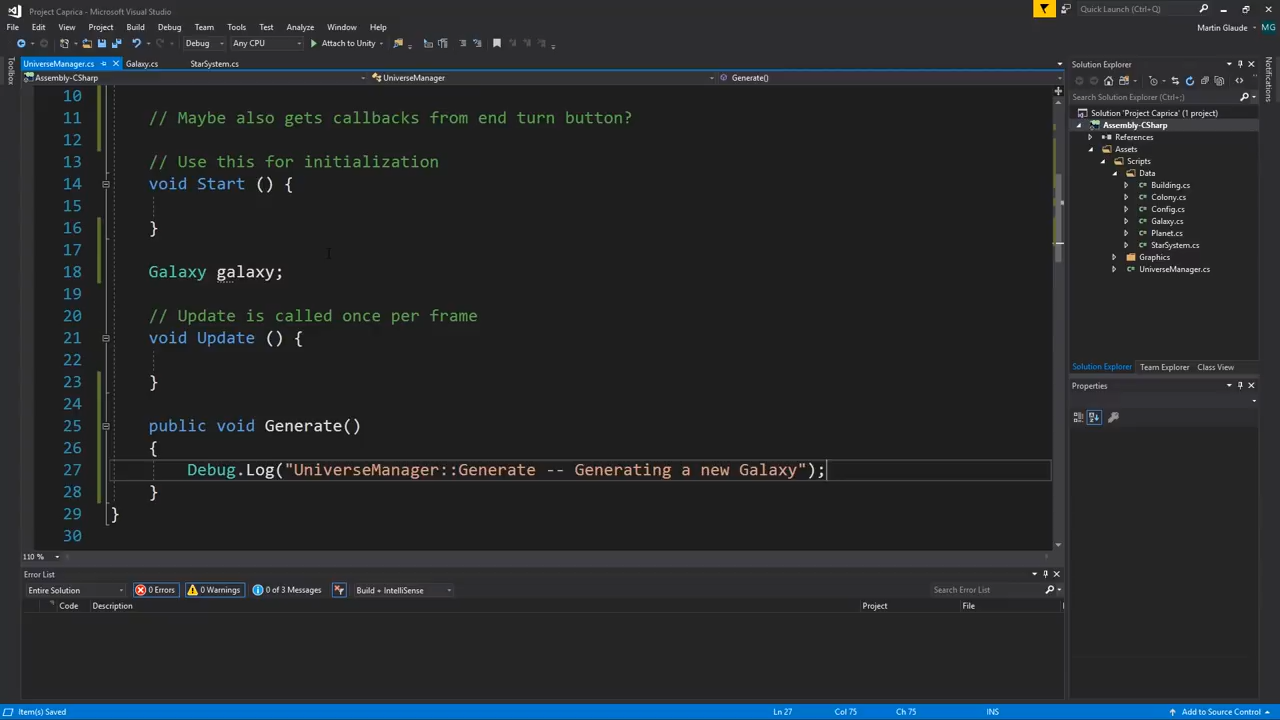 Project Caprica - Microsoft Visual Studio
Quick Launch (Ctrl+Q)
File Edit View Project Build Debug Team Tools Test Analyze Window Help
Martin Glaude MG
Debug Any CPU Attach to Unity
Toolbox
UniverseManager.cs Galaxy.cs StarSystem.cs
Assembly-CSharp UniverseManager Generate()
10
11 // Maybe also gets callbacks from end turn button?
12
13 // Use this for initialization
14 void Start () {
15
16 }
17
18 Galaxy galaxy;
19
20 // Update is called once per frame
21 void Update () {
22
23 }
24
25 public void Generate()
26 {
27 Debug.Log("UniverseManager::Generate -- Generating a new Galaxy");
28 }
29 }
30
110 %
Error List
Entire Solution 0 Errors 0 Warnings 0 of 3 Messages Build + IntelliSense Search Error List
Code Description Project File
Solution Explorer
Search Solution Explorer (Ctrl+;)
Solution 'Project Caprica' (1 project)
Assembly-CSharp
References
Assets
Scripts
Data
Building.cs
Colony.cs
Config.cs
Galaxy.cs
Planet.cs
StarSystem.cs
Graphics
UniverseManager.cs
Solution Explorer Team Explorer Class View
Properties
Notifications
Item(s) Saved Ln 27 Col 75 Ch 75 INS Add to Source Control